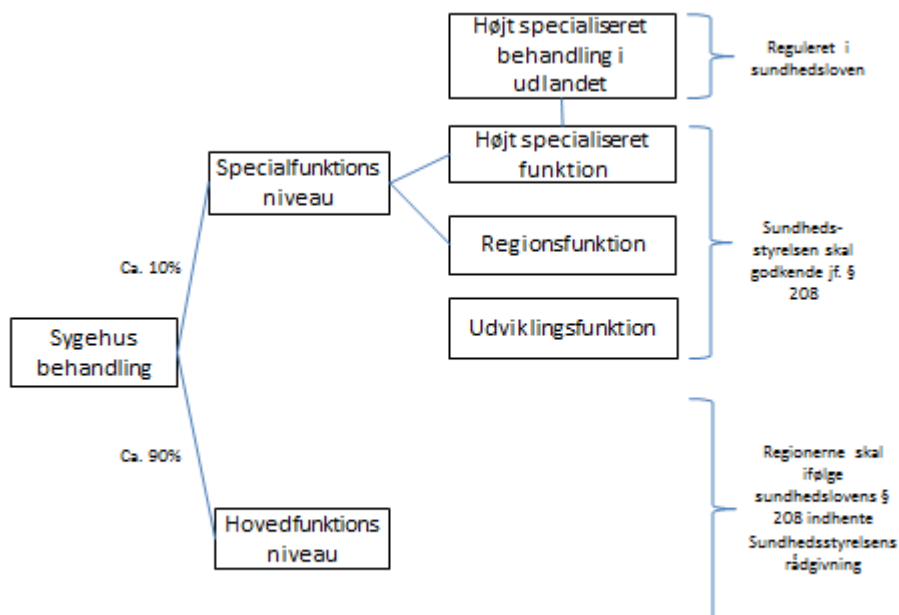 Højt specialiseret
behandling i
udlandet
Reguleret i
sundhedsloven
Højt specialiseret
funktion
Specialfunktions
niveau
Regionsfunktion
Sundheds-
styrelsen skal
godkende jf. §
208
Ca. 10%
Udviklingsfunktion
Sygehus
behandling
Ca. 90%
Regionerne skal
ifølge
sundhedslovens §
208 indhente
Sundhedsstyrelsens
rådgivning
Hovedfunktions
niveau